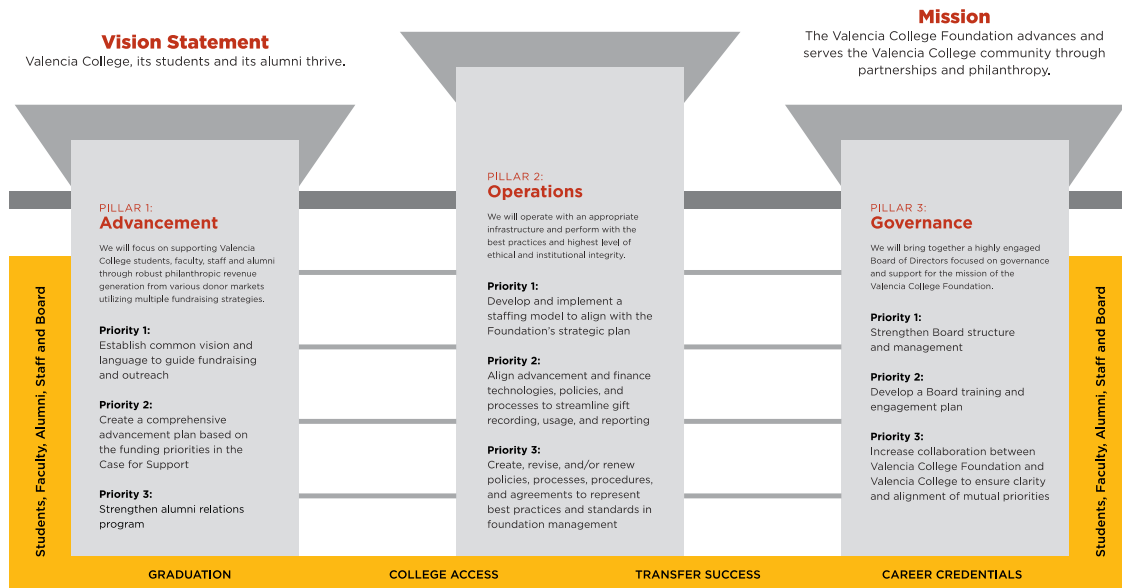 Vision Statement
Valencia College, its students and its alumni thrive.
Mission
The Valencia College Foundation advances and
serves the Valencia College community through
partnerships and philanthropy.
Students, Faculty, Alumni, Staff and Board
PILLAR 1:
Advancement
We will focus on supporting Valencia
College students, faculty, staff and alumni
through robust philanthropic revenue
generation from various donor markets
utilizing multiple fundraising strategies.
Priority 1:
Establish common vision and
language to guide fundraising
and outreach
Priority 2:
Create a comprehensive
advancement plan based on
the funding priorities in the
Case for Support
Priority 3:
Strengthen alumni relations
program
PILLAR 2:
Operations
We will operate with an appropriate
infrastructure and perform with the
best practices and highest level of
ethical and institutional integrity.
Priority 1:
Develop and implement a
staffing model to align with the
Foundation’s strategic plan
Priority 2:
Align advancement and finance
technologies, policies, and
processes to streamline gift
recording, usage, and reporting
Priority 3:
Create, revise, and/or renew
policies, processes, procedures,
and agreements to represent
best practices and standards in
foundation management
PILLAR 3:
Governance
We will bring together a highly engaged
Board of Directors focused on governance
and support for the mission of the
Valencia College Foundation.
Priority 1:
Strengthen Board structure
and management
Priority 2:
Develop a Board training and
engagement plan
Priority 3:
Increase collaboration between
Valencia College Foundation and
Valencia College to ensure clarity
and alignment of mutual priorities
Students, Faculty, Alumni, Staff and Board
GRADUATION
COLLEGE ACCESS
TRANSFER SUCCESS
CAREER CREDENTIALS